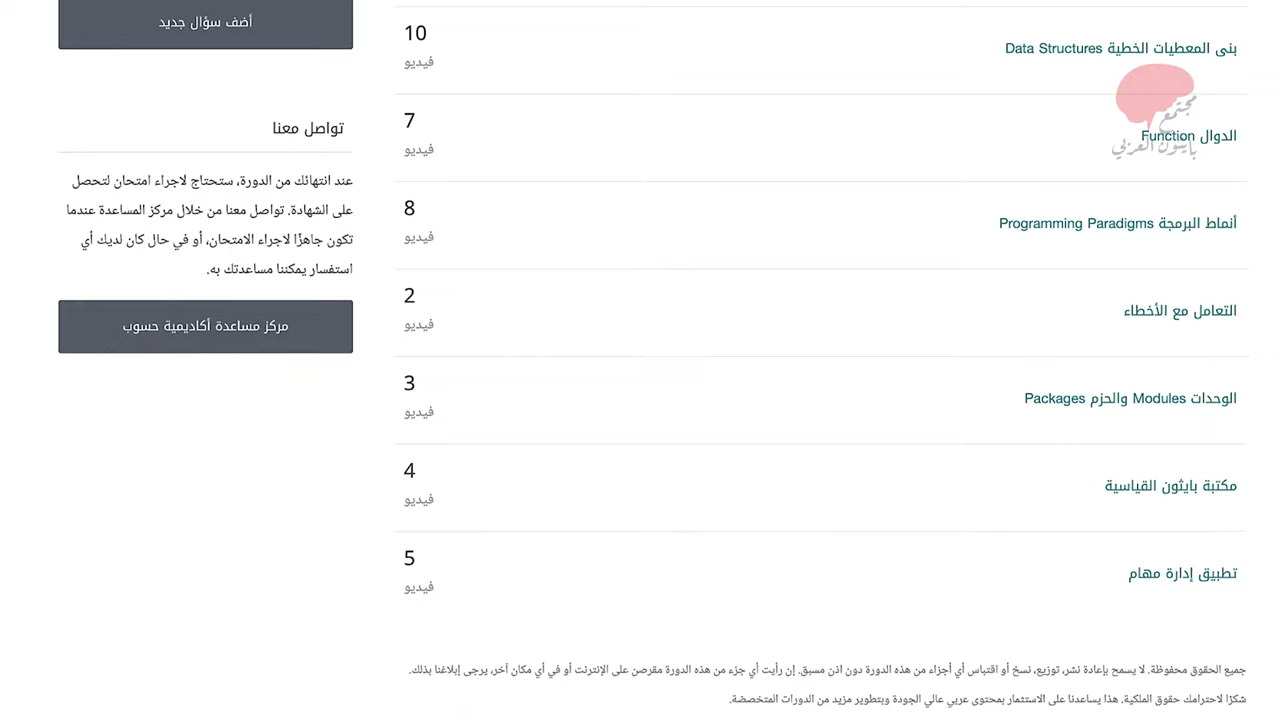 بنى المعطيات الخطية Data Structures
10
فيديو
الدوال Function
7
فيديو
أنماط البرمجة Programming Paradigms
8
فيديو
التعامل مع الأخطاء
2
فيديو
الوحدات Modules والحزم Packages
3
فيديو
مكتبة بايثون القياسية
4
فيديو
تطبيق إدارة مهام
5
فيديو
مجتمع
بايثون العربي
أضف سؤال جديد
تواصل معنا
عند انتهائك من الدورة، ستحتاج لاجراء امتحان لتحصل
على الشهادة. تواصل معنا من خلال مركز المساعدة عندما
تكون جاهزًا لاجراء الامتحان، أو في حال كان لديك أي
استفسار يمكننا مساعدتك به.
مركز مساعدة أكاديمية حسوب
جميع الحقوق محفوظة. لا يسمح بإعادة نشر، توزيع، نسخ أو اقتباس أي أجزاء من هذه الدورة دون اذن مسبق. إن رأيت أي جزء من هذه الدورة مقرصن على الإنترنت أو في أي مكان آخر، يرجى إبلاغنا بذلك.
شكرًا لاحترامك حقوق الملكية. هذا يساعدنا على الاستثمار بمحتوى عربي عالي الجودة وبتطوير مزيد من الدورات المتخصصة.